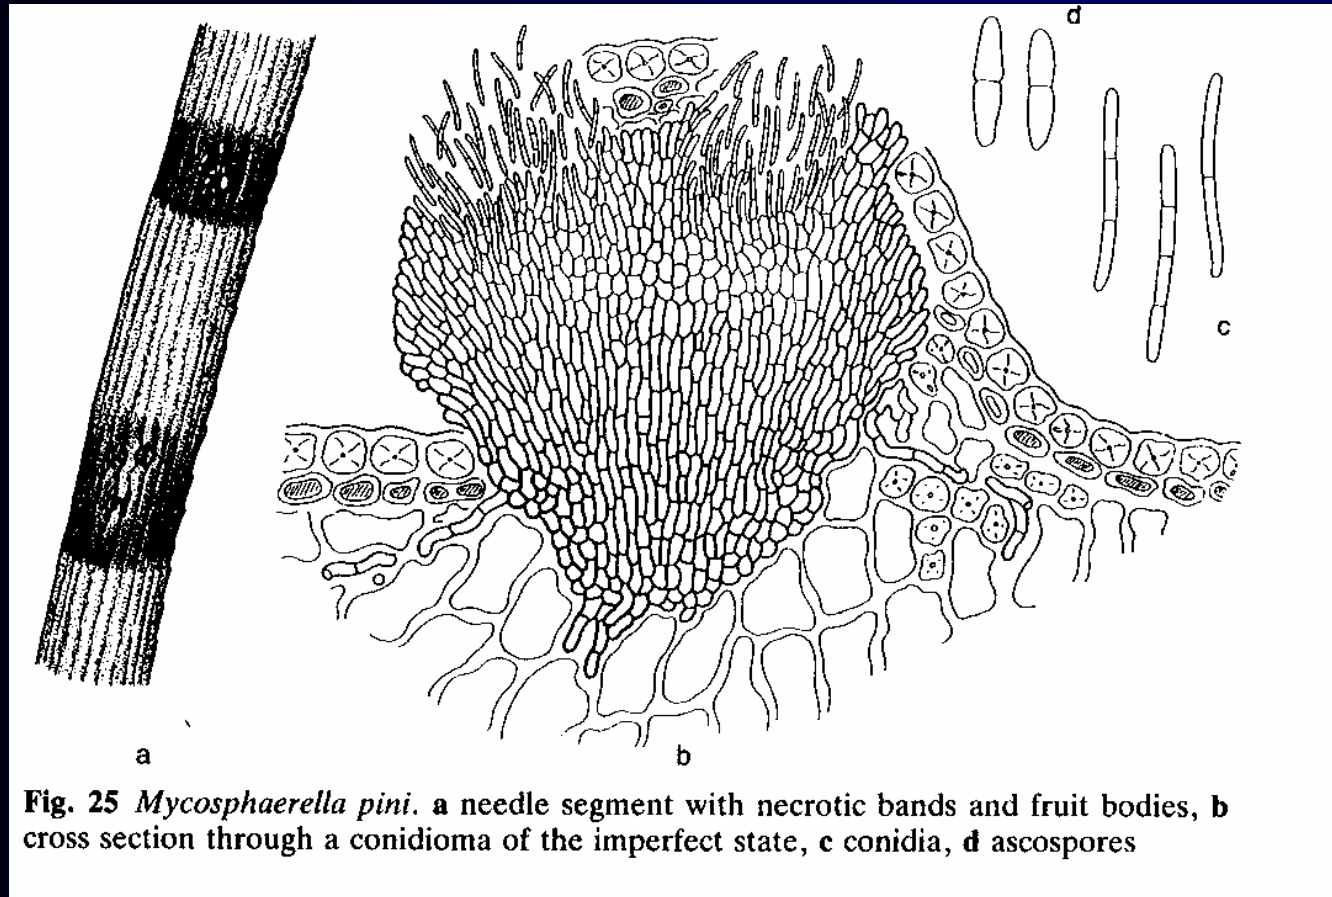 d
c
a
b
Fig. 25 Mycosphaerella pini. a needle segment with necrotic bands and fruit bodies, b
cross section through a conidioma of the imperfect state, c conidia, d ascospores